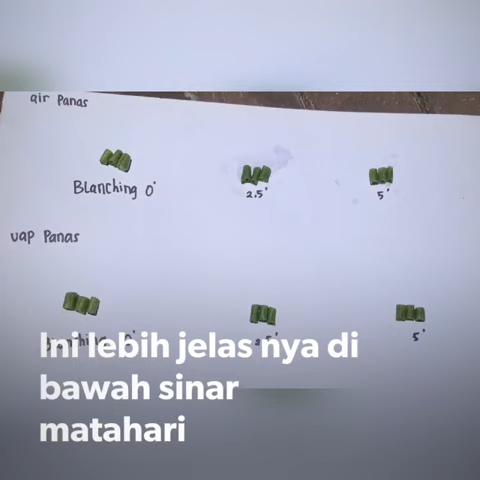 air Panas
Blanching 0'
2.5'
5'
uap Panas
5'
Ini lebih jelas nya di
bawah sinar
matahari